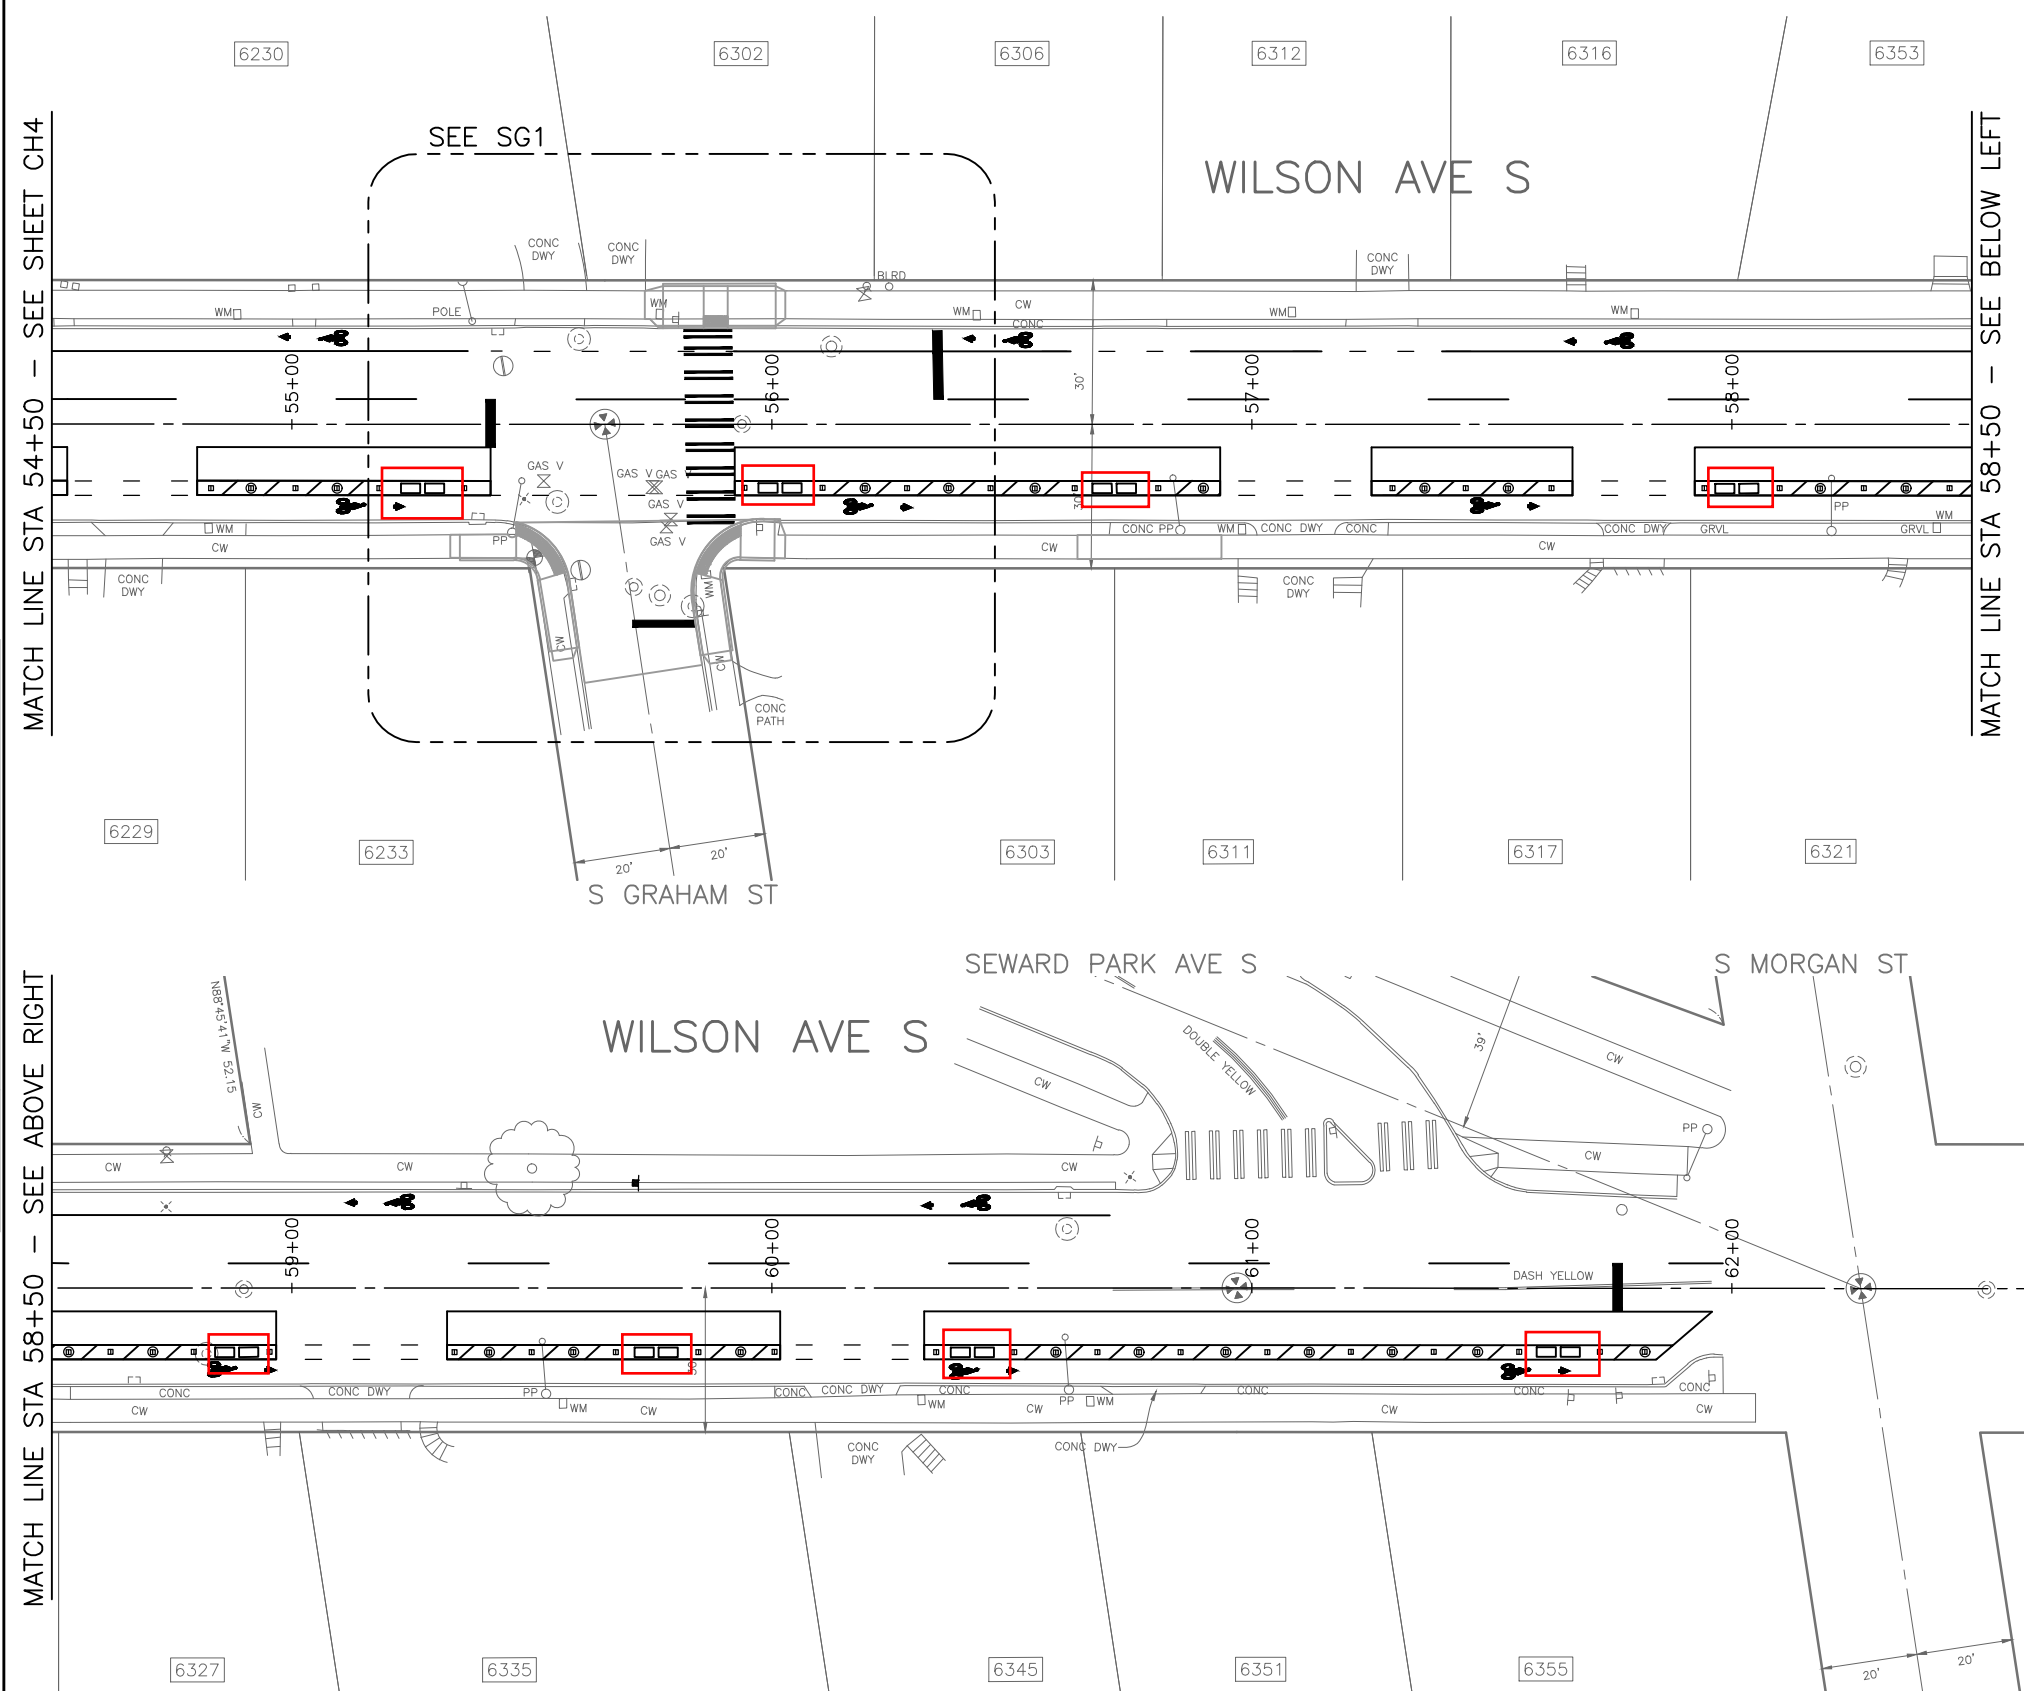 6230
6302
6306
6312
6316
6353
MATCH LINE STA 54+50 – SEE SHEET CH4
SEE SG1
WILSON AVE S
MATCH LINE STA 58+50 – SEE BELOW LEFT
CONC
DWY
CONC
DWY
CONC
DWY
BLRD
WM
POLE
WM
WM
CW
CONC
WM
WM
55+00
56+00
30'
57+00
58+00
GAS V
GAS V
GAS V
GAS V
GAS V
30'
WM
CW
PP
P
CW
CONC
PP
WM
CONC DWY
CONC
CW
CONC DWY
GRVL
PP
GRVL
WM
CONC
DWY
WM
CONC
DWY
CW
CW
CONC
PATH
6229
6233
6303
6311
6317
6321
20'
20'
S GRAHAM ST
SEWARD PARK AVE S
S MORGAN ST
MATCH LINE STA 58+50 – SEE ABOVE RIGHT
N88°45'41"W 52.15
WILSON AVE S
DOUBLE YELLOW
39'
CW
CW
CW
PP
CW
CW
CW
CW
CW
59+00
60+00
61+00
62+00
DASH YELLOW
CONC
CONC DWY
PP
CONC
CONC DWY
CONC
PP
CONC
CONC
CONC
CW
WM
CW
WM
CW
WM
CW
CW
CONC
DWY
CONC DWY
6327
6335
6345
6351
6355
20'
20'